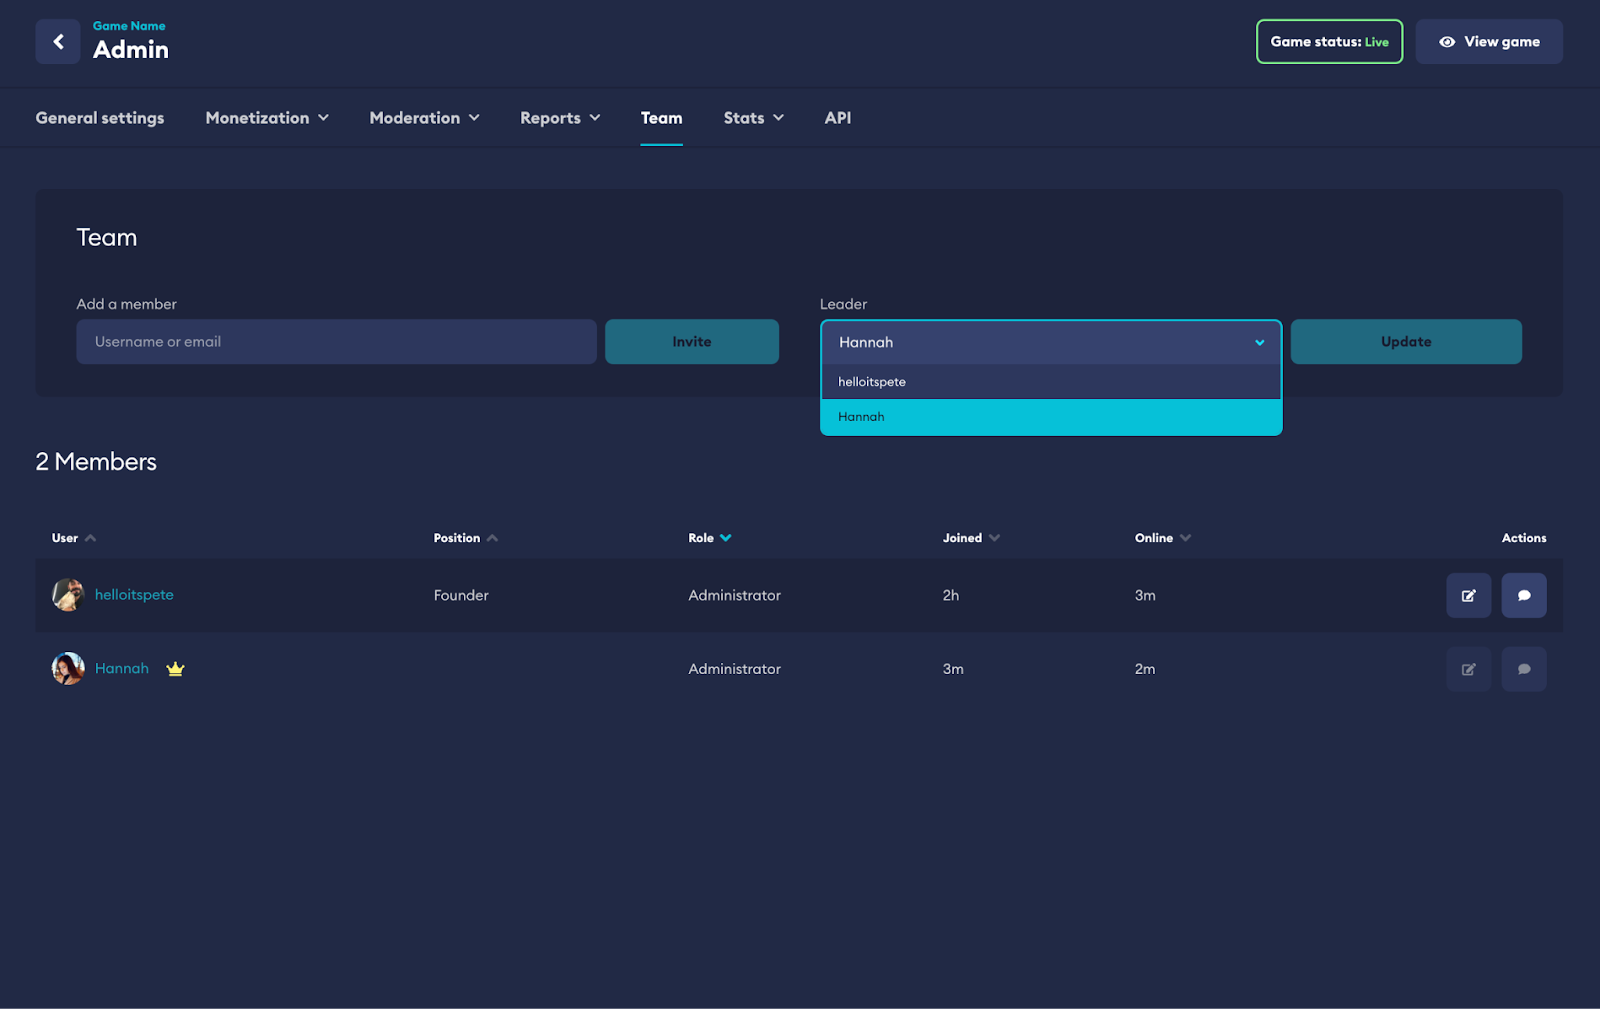 Game Name
Admin
Game status: Live
View game
General settings
Monetization
Moderation
Reports
Team
Stats
API
Team
Add a member
Username or email
Invite
Leader
Hannah
Update
helloitspete
Hannah
2 Members
User
Position
Role
Joined
Online
Actions
helloitspete
Founder
Administrator
2h
3m
Hannah
Administrator
3m
2m